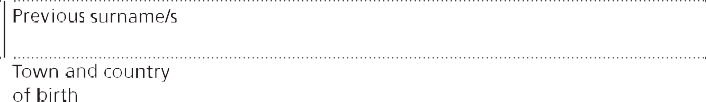 Previous surname/s
Town and country
of birth